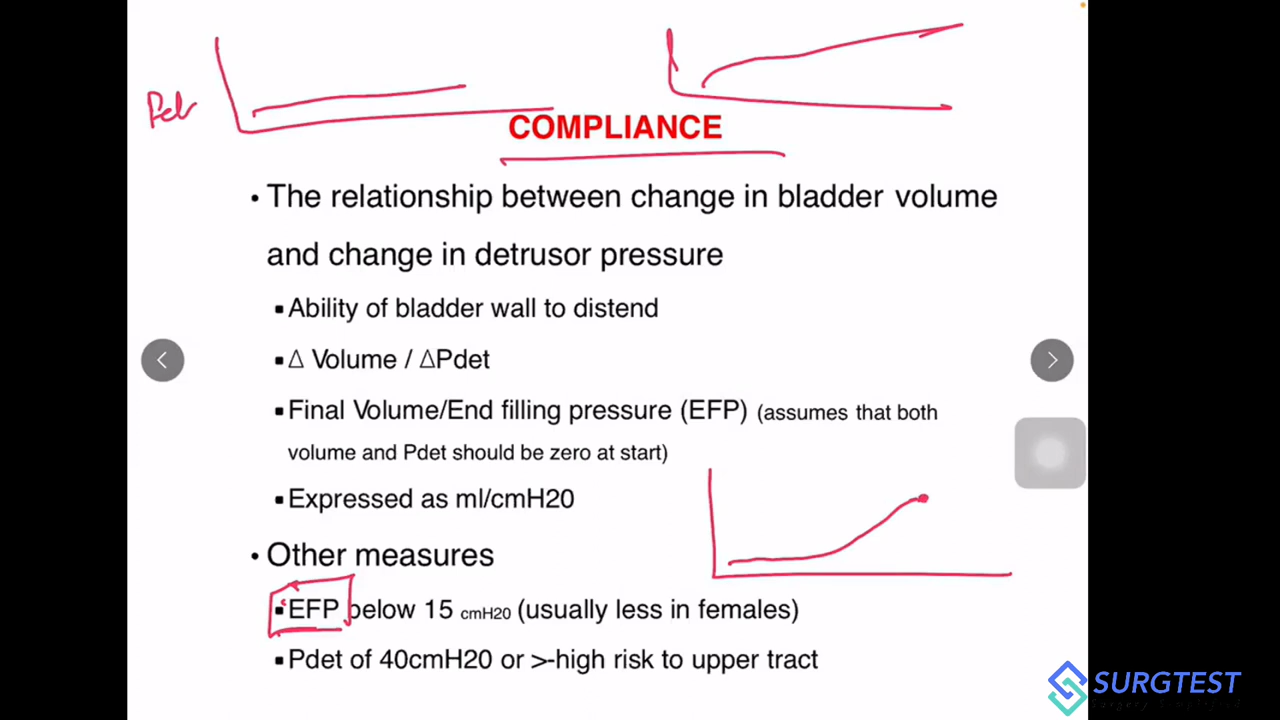 Pdet
COMPLIANCE
• The relationship between change in bladder volume
and change in detrusor pressure
▪ Ability of bladder wall to distend
▪ Δ Volume / ΔPdet
▪ Final Volume/End filling pressure (EFP) (assumes that both
volume and Pdet should be zero at start)
▪ Expressed as ml/cmH20
• Other measures
▪ EFP below 15 cmH20 (usually less in females)
▪ Pdet of 40cmH20 or >-high risk to upper tract
SURGTEST